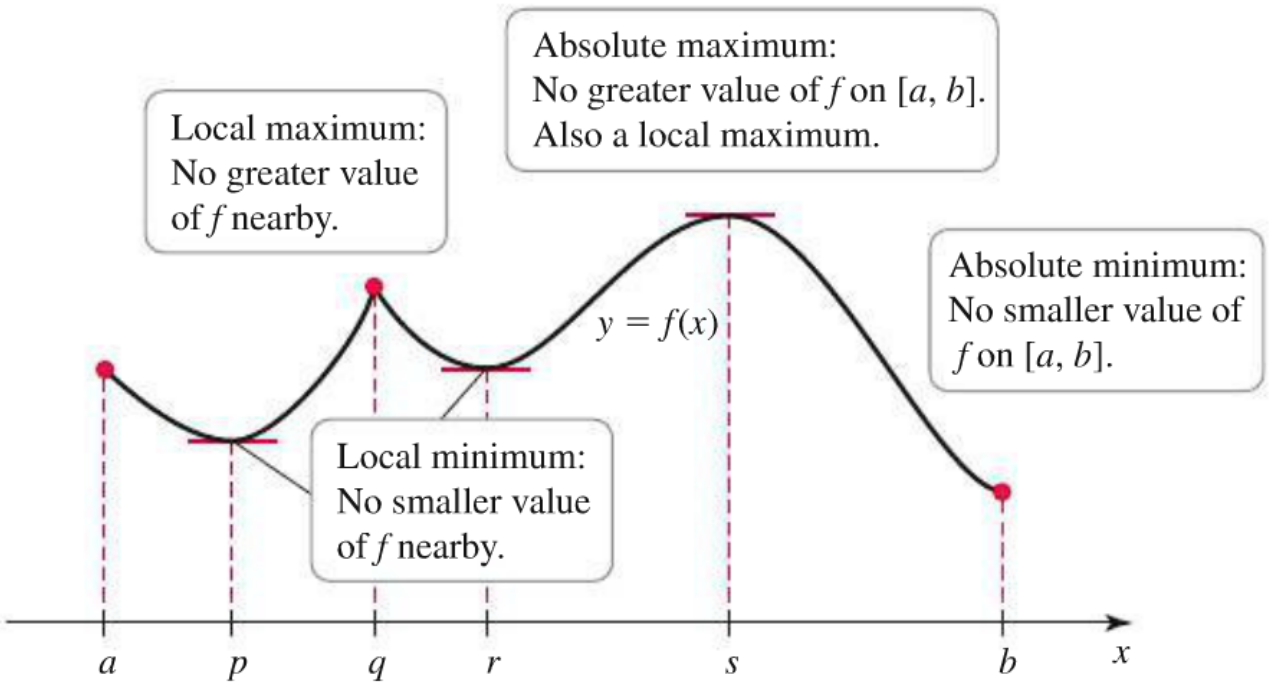 Absolute maximum:
No greater value of f on [a, b].
Also a local maximum.
Local maximum:
No greater value
of f nearby.
Absolute minimum:
No smaller value of
f on [a, b].
y = f(x)
Local minimum:
No smaller value
of f nearby.
a p q r s b x